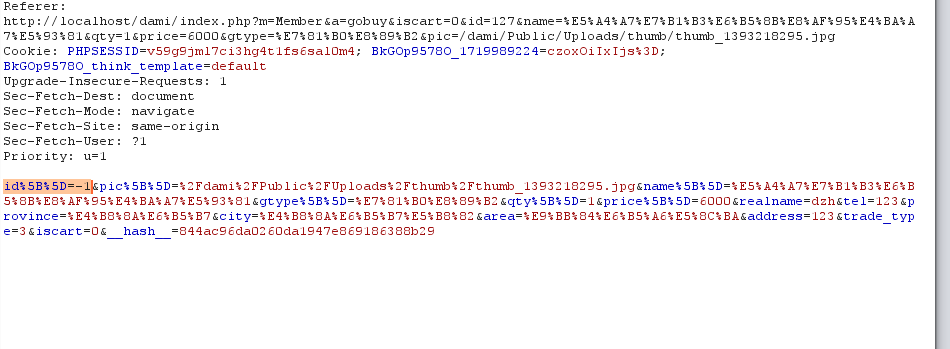 Referer:
http://localhost/dami/index.php?m=Member&a=gobuy&iscart=0&id=127&name=%E5%A4%A7%E7%B1%B3%E6%B5%8B%E8%AF%95%E4%BA%A
7%E5%93%81&qty=1&price=6000&gtype=%E7%81%B0%E8%89%B2&pic=/dami/Public/Uploads/thumb/thumb_1393218295.jpg
Cookie: PHPSESSID=v59g9jml7ci3hg4t1fs6sal0m4; BkGOp9578O_1719989224=czoxOiIxIjs%3D;
BkGOp9578O_think_template=default
Upgrade-Insecure-Requests: 1
Sec-Fetch-Dest: document
Sec-Fetch-Mode: navigate
Sec-Fetch-Site: same-origin
Sec-Fetch-User: ?1
Priority: u=1
id%5B%5D=-1&pic%5B%5D=%2Fdami%2FPublic%2FUploads%2Fthumb%2Fthumb_1393218295.jpg&name%5B%5D=%E5%A4%A7%E7%B1%B3%E6%B
5%8B%E8%AF%95%E4%BA%A7%E5%93%81&gtype%5B%5D=%E7%81%B0%E8%89%B2&qty%5B%5D=1&price%5B%5D=6000&realname=dzh&tel=123&p
rovince=%E4%B8%8A%E6%B5%B7&city=%E4%B8%8A%E6%B5%B7%E5%B8%82&area=%E9%BB%84%E6%B5%A6%E5%8C%BA&address=123&trade_typ
e=3&iscart=0&__hash__=844ac96da0260da1947e869186388b29